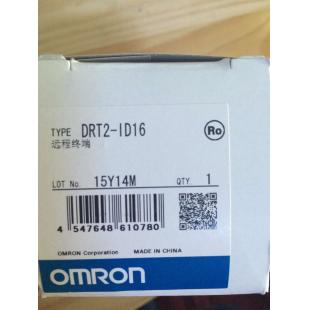 TYPE DRT2-ID16
远程终端
Ro
LOT No. 15Y14M QTY. 1
4 547648 610780
OMRON Corporation MADE IN CHINA
OMRON